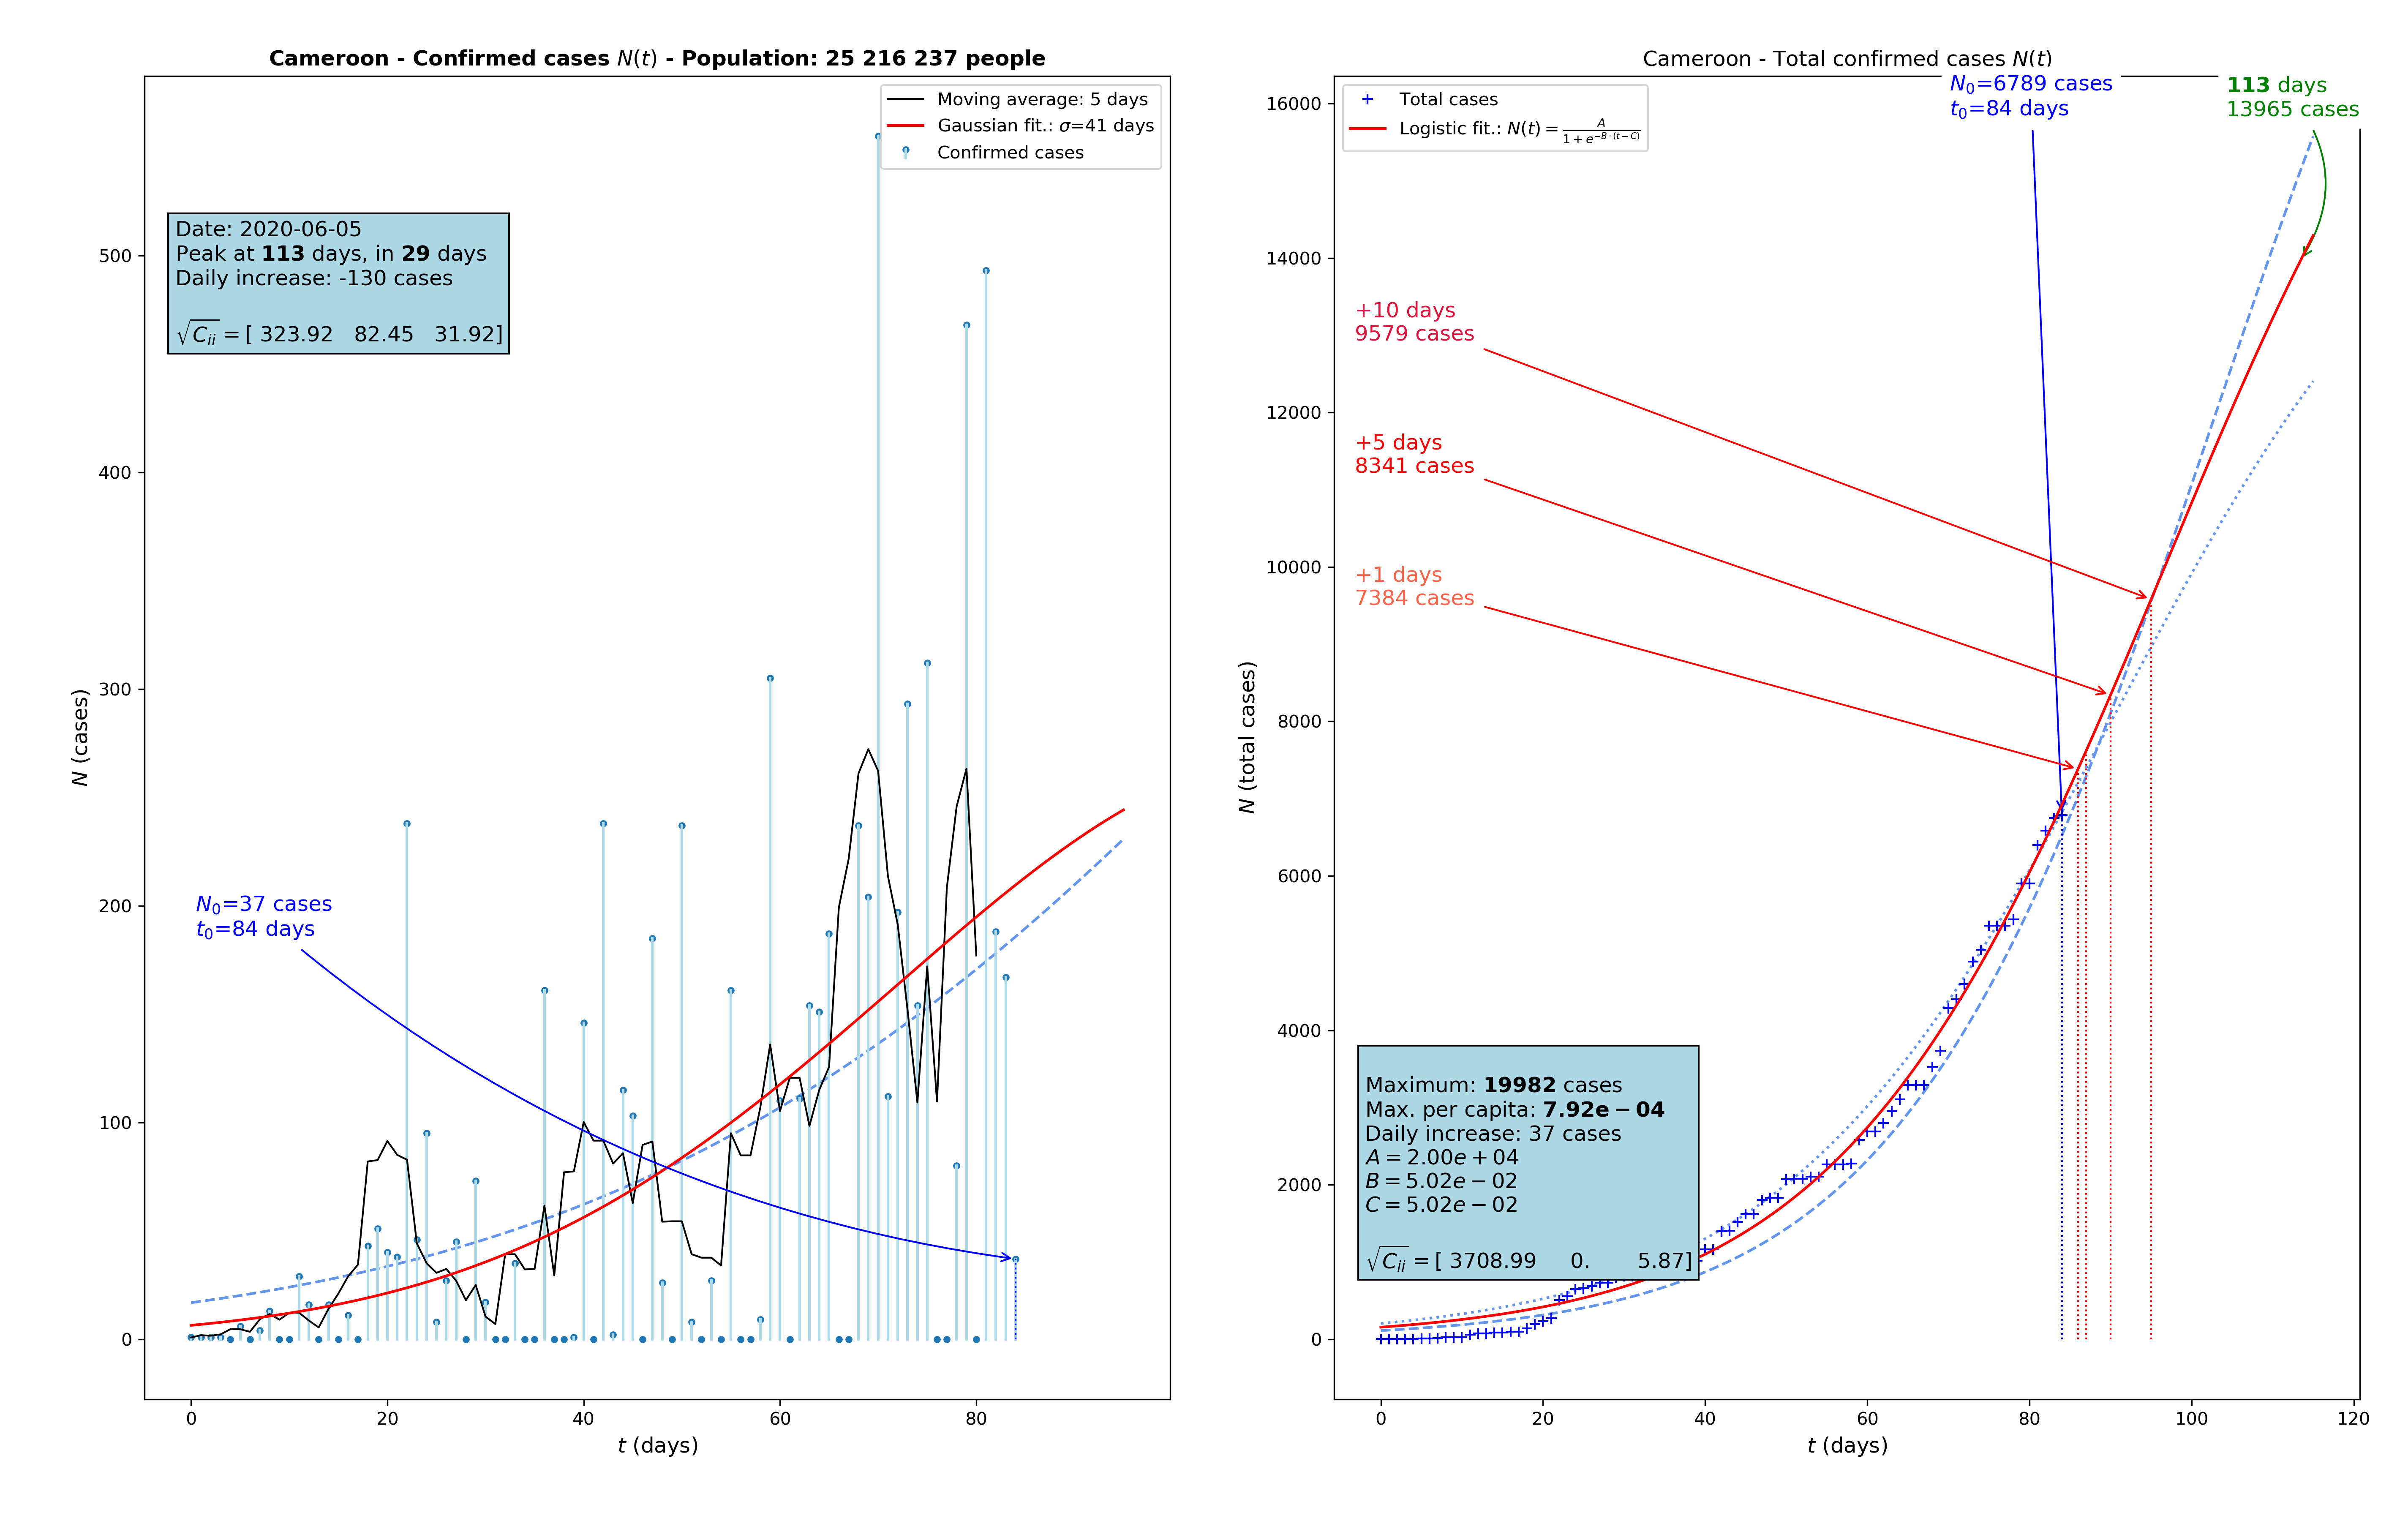 Cameroon - Confirmed cases N(t) - Population: 25 216 237 people
Moving average: 5 days
Gaussian fit.: σ=41 days
Confirmed cases
Date: 2020-06-05
Peak at 113 days, in 29 days
Daily increase: -130 cases
√C_ii = [ 323.92 82.45 31.92]
N_0=37 cases
t_0=84 days
500
400
300
200
100
0
N (cases)
0 20 40 60 80
t (days)
Cameroon - Total confirmed cases N(t)
N_0=6789 cases
t_0=84 days
113 days
13965 cases
Total cases
Logistic fit.: N(t) = A / (1 + e^{-B·(t-C)})
+10 days
9579 cases
+5 days
8341 cases
+1 days
7384 cases
Maximum: 19982 cases
Max. per capita: 7.92e − 04
Daily increase: 37 cases
A = 2.00e + 04
B = 5.02e − 02
C = 5.02e − 02
√C_ii = [ 3708.99 0. 5.87]
16000
14000
12000
10000
8000
6000
4000
2000
0
N (total cases)
0 20 40 60 80 100 120
t (days)